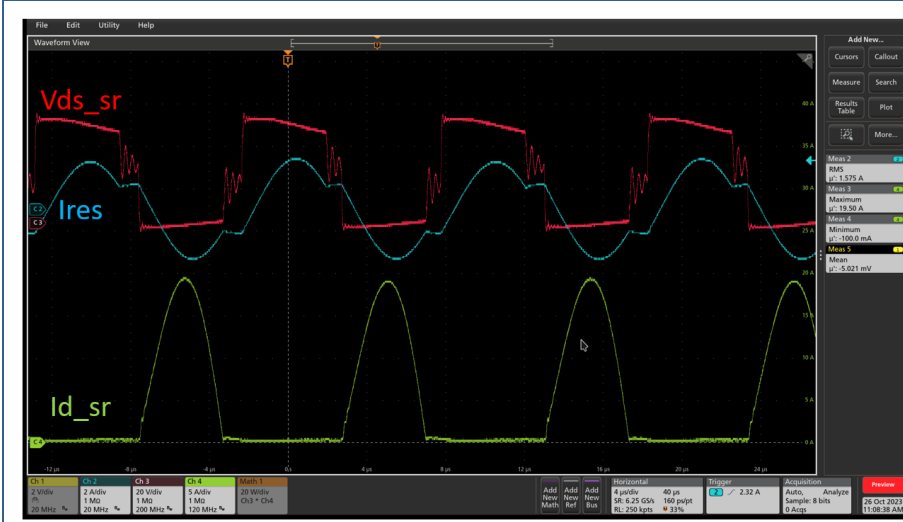 File Edit Utility Help
Waveform View
Add New...
Cursors Callout
Measure Search
Results Table Plot
More...
Meas 2 2
RMS
μ': 1.575 A
Meas 3 4
Maximum
μ': 19.50 A
Meas 4 4
Minimum
μ': -100.0 mA
Meas 5
Mean
μ': -5.021 mV
T
U
Vds_sr
Ires
Id_sr
C2
C3
C4
40 A
35 A
30 A
25 A
20 A
15 A
10 A
5 A
0 A
-12 μs -8 μs -4 μs 0 s 4 μs 8 μs 12 μs 16 μs 20 μs 24 μs
Ch 1
2 V/div
20 MHz
Ch 2
2 A/div
1 MΩ
20 MHz
Ch 3
20 V/div
1 MΩ
200 MHz
Ch 4
5 A/div
1 MΩ
120 MHz
Math 1
20 W/div
Ch3 * Ch4
Add New Math
Add New Ref
Add New Bus
Horizontal
4 μs/div 40 μs
SR: 6.25 GS/s 160 ps/pt
RL: 250 kpts 33%
Trigger
2 2.32 A
Acquisition
Auto, Analyze
Sample: 8 bits
0 Acqs
Preview
26 Oct 2023
11:08:38 AM